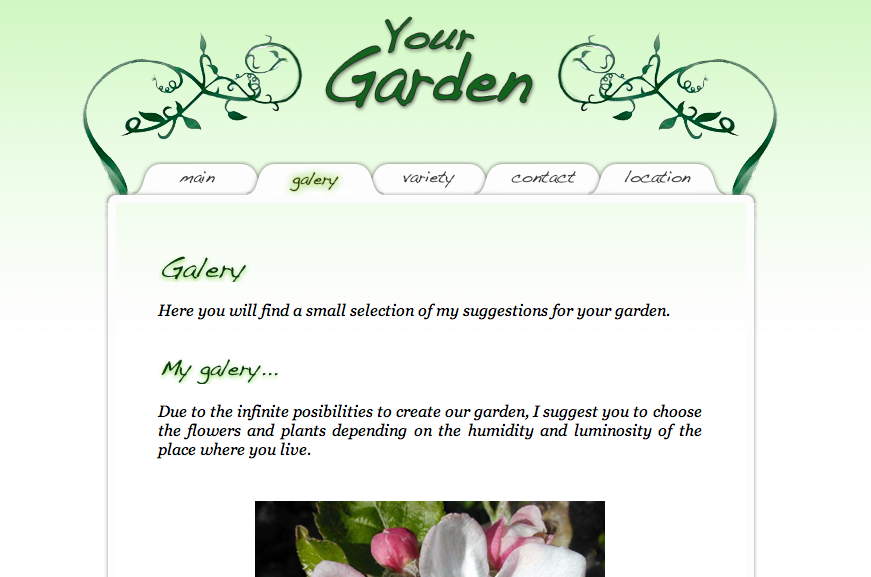 Your
Garden
main galery variety contact location
Galery
Here you will find a small selection of my suggestions for your garden.
My galery...
Due to the infinite posibilities to create our garden, I suggest you to choose
the flowers and plants depending on the humidity and luminosity of the
place where you live.